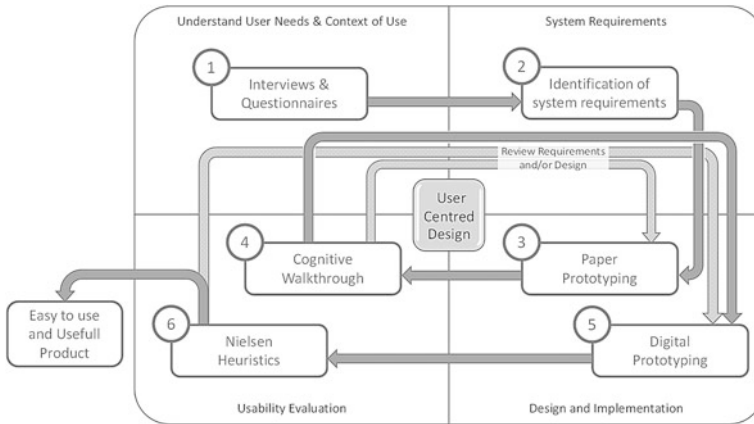 Understand User Needs & Context of Use
System Requirements
1
Interviews &
Questionnaires
2
Identification of
system requirements
Review Requirements
and/or Design
User
Centred
Design
4
Cognitive
Walkthrough
3
Paper
Prototyping
Easy to use
and Usefull
Product
6
Nielsen
Heuristics
5
Digital
Prototyping
Usability Evaluation
Design and Implementation